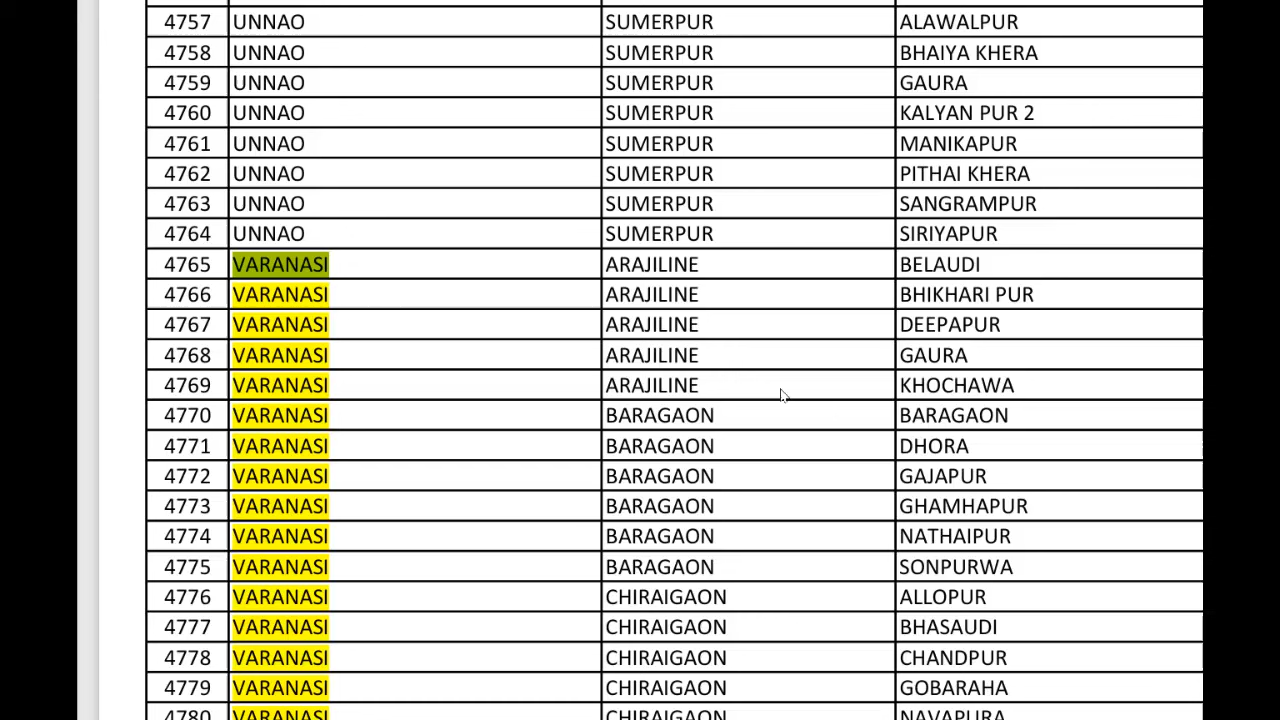 4757 UNNAO SUMERPUR ALAWALPUR
4758 UNNAO SUMERPUR BHAIYA KHERA
4759 UNNAO SUMERPUR GAURA
4760 UNNAO SUMERPUR KALYAN PUR 2
4761 UNNAO SUMERPUR MANIKAPUR
4762 UNNAO SUMERPUR PITHAI KHERA
4763 UNNAO SUMERPUR SANGRAMPUR
4764 UNNAO SUMERPUR SIRIYAPUR
4765 VARANASI ARAJILINE BELAUDI
4766 VARANASI ARAJILINE BHIKHARI PUR
4767 VARANASI ARAJILINE DEEPAPUR
4768 VARANASI ARAJILINE GAURA
4769 VARANASI ARAJILINE KHOCHAWA
4770 VARANASI BARAGAON BARAGAON
4771 VARANASI BARAGAON DHORA
4772 VARANASI BARAGAON GAJAPUR
4773 VARANASI BARAGAON GHAMHAPUR
4774 VARANASI BARAGAON NATHAIPUR
4775 VARANASI BARAGAON SONPURWA
4776 VARANASI CHIRAIGAON ALLOPUR
4777 VARANASI CHIRAIGAON BHASAUDI
4778 VARANASI CHIRAIGAON CHANDPUR
4779 VARANASI CHIRAIGAON GOBARAHA
4780 VARANASI CHIRAIGAON NAVAPURA